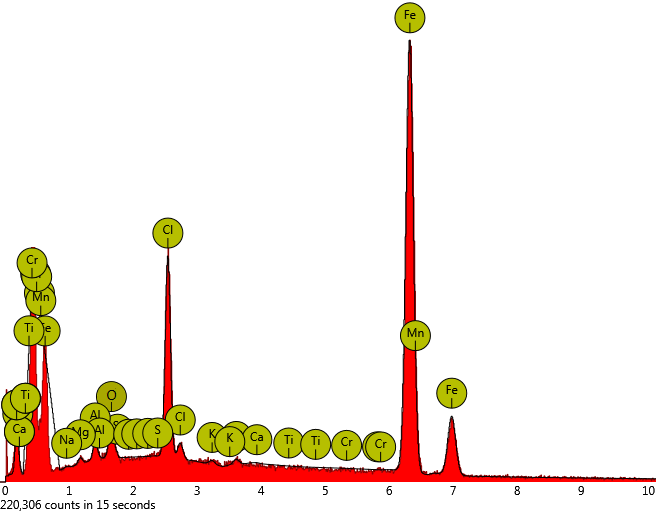 Fe
Cl
Cr
Mn
Ti
Fe
Mn
Ti
Fe
O
Al
Cl
Ca
Na
Mg
Al
S
K
K
Ca
Ti
Ti
Cr
Cr
0 1 2 3 4 5 6 7 8 9 10
220,306 counts in 15 seconds